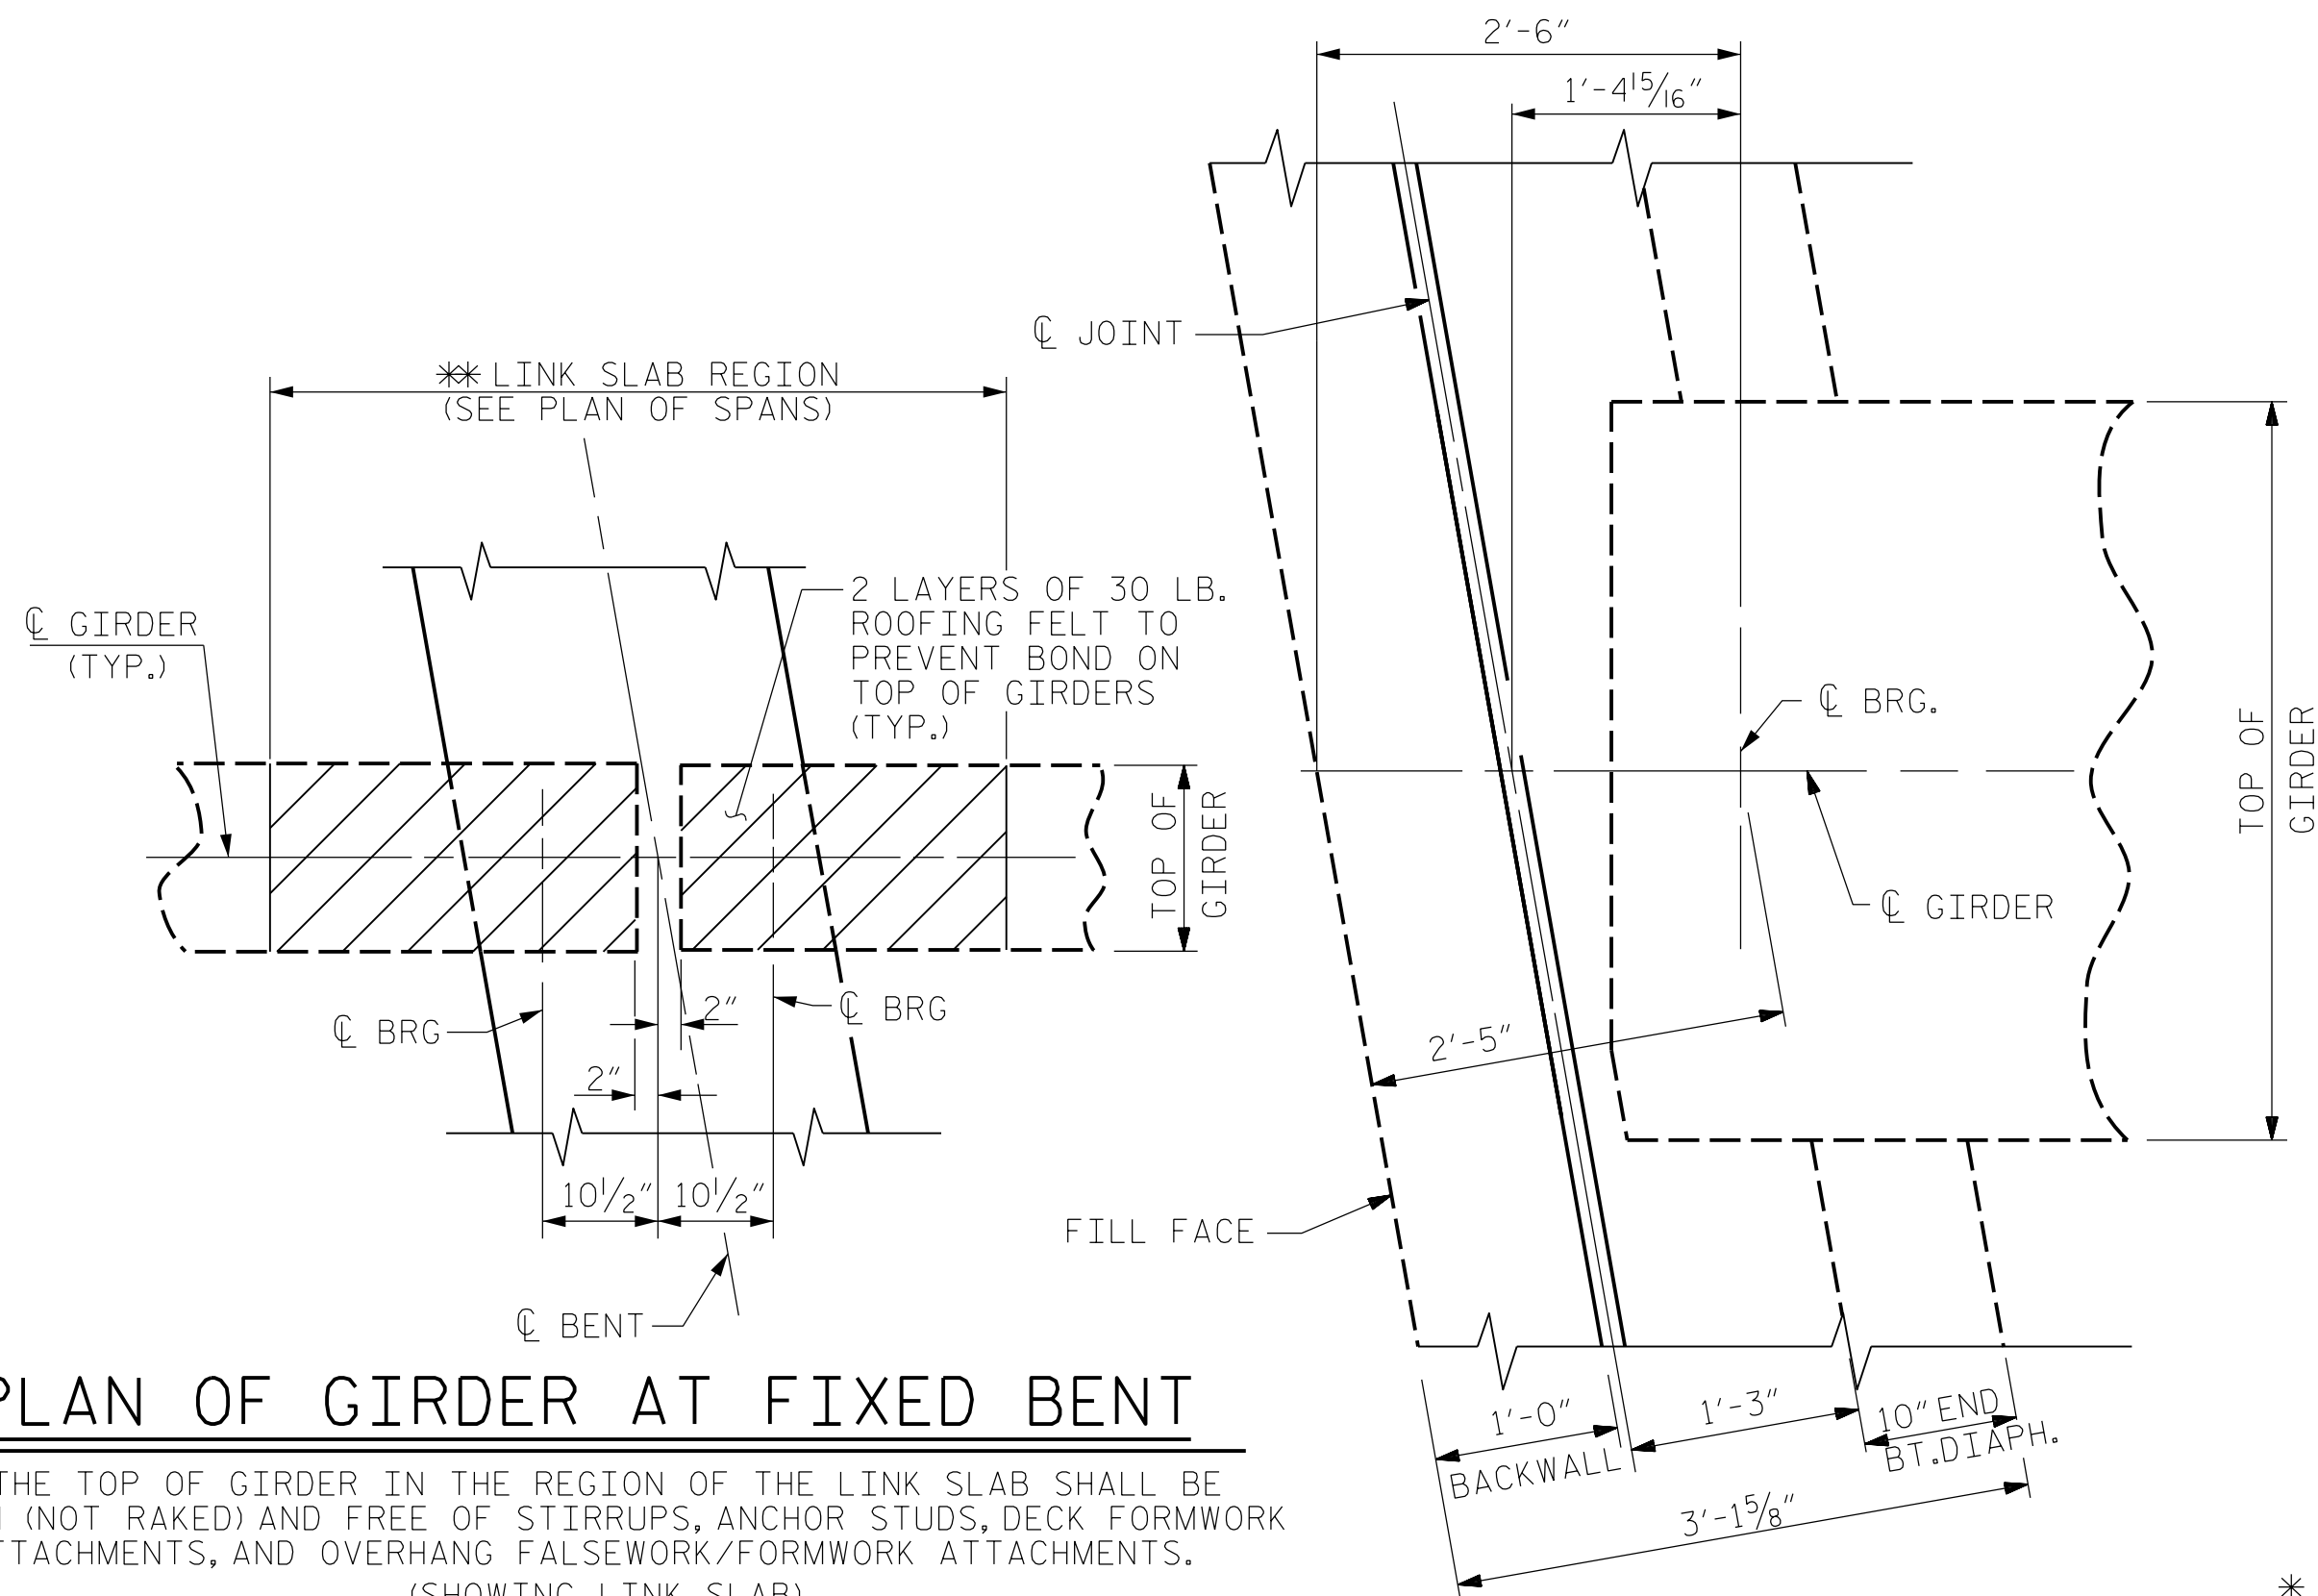 2'-6"
1'-4 15/16"
℄ JOINT
** LINK SLAB REGION
(SEE PLAN OF SPANS)
2 LAYERS OF 30 LB.
ROOFING FELT TO
PREVENT BOND ON
TOP OF GIRDERS
(TYP.)
℄ GIRDER
(TYP.)
℄ BRG.
TOP OF
GIRDER
TOP OF
GIRDER
℄ GIRDER
℄ BRG
2"
℄ BRG
2"
2'-5"
10 1/2"
10 1/2"
FILL FACE
℄ BENT
PLAN OF GIRDER AT FIXED BENT
1'-0"
BACKWALL
1'-3"
10" END
BT. DIAPH.
3'-1 5/8"
THE TOP OF GIRDER IN THE REGION OF THE LINK SLAB SHALL BE
(NOT RAKED) AND FREE OF STIRRUPS, ANCHOR STUDS, DECK FORMWORK
TTACHMENTS, AND OVERHANG FALSEWORK/FORMWORK ATTACHMENTS.
(SHOWING LINK SLAB)
*